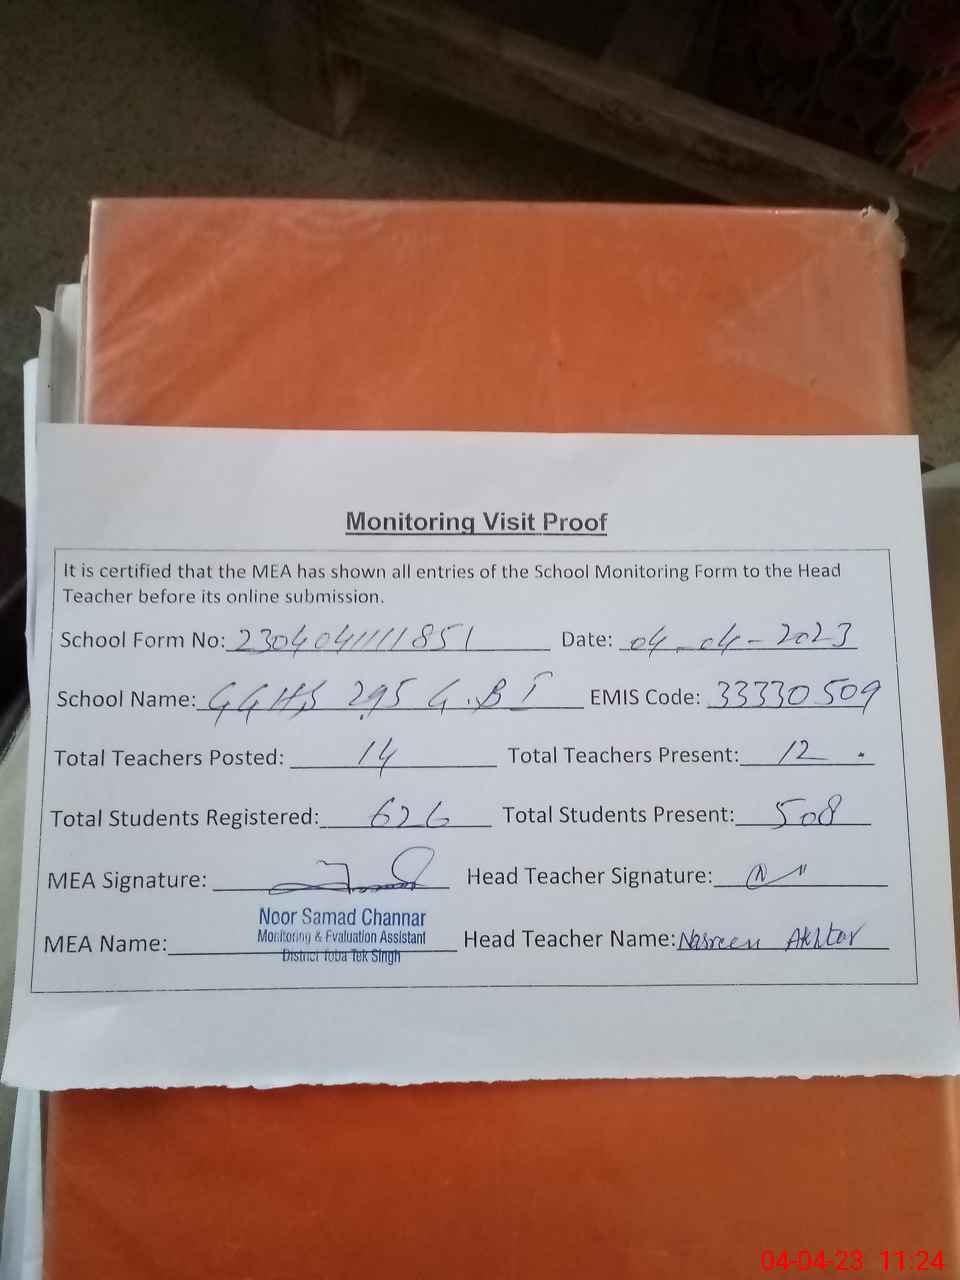 Monitoring Visit Proof
It is certified that the MEA has shown all entries of the School Monitoring Form to the Head
Teacher before its online submission.
School Form No: 230404111851 Date: 04-04-2023
School Name: GGHS 295 G.B I EMIS Code: 33330509
Total Teachers Posted: 14 Total Teachers Present: 12
Total Students Registered: 626 Total Students Present: 508
MEA Signature: Head Teacher Signature:
Noor Samad Channar
Monitoring & Evaluation Assistant
District Toba Tek Singh
MEA Name: Head Teacher Name: Nasreen Akhtar
04-04-23 11:24